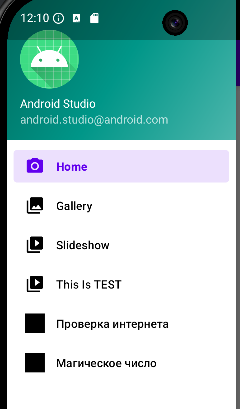 12:10
Android Studio
android.studio@android.com
Home
Gallery
Slideshow
This Is TEST
Проверка интернета
Магическое число